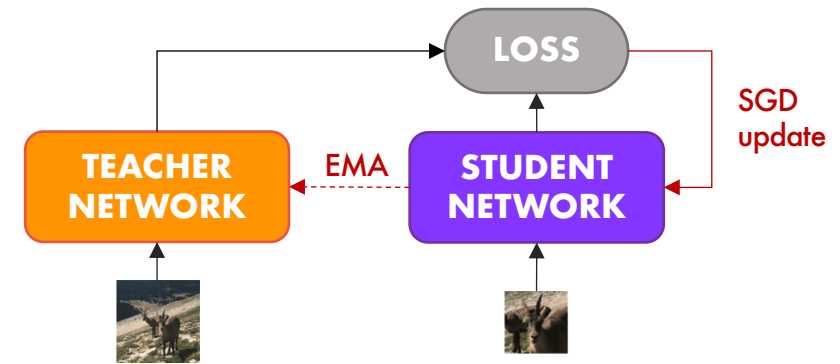 LOSS
SGD
update
TEACHER
NETWORK
EMA
STUDENT
NETWORK